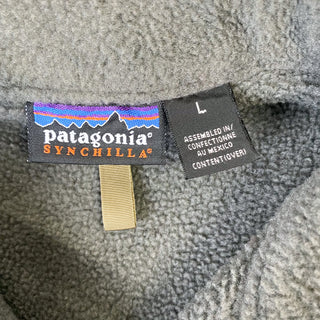 patagonia®
SYNCHILLA®
L
ASSEMBLED IN/
CONFECTIONNE
AU MEXICO
CONTENT(OVER)